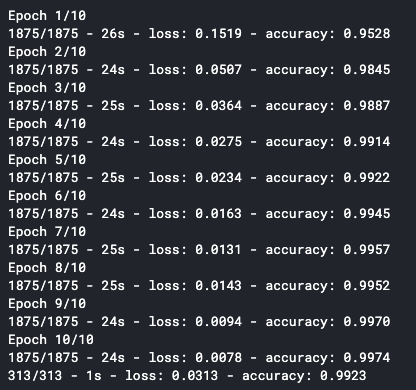 Epoch 1/10
1875/1875 - 26s - loss: 0.1519 - accuracy: 0.9528
Epoch 2/10
1875/1875 - 24s - loss: 0.0507 - accuracy: 0.9845
Epoch 3/10
1875/1875 - 25s - loss: 0.0364 - accuracy: 0.9887
Epoch 4/10
1875/1875 - 24s - loss: 0.0275 - accuracy: 0.9914
Epoch 5/10
1875/1875 - 25s - loss: 0.0234 - accuracy: 0.9922
Epoch 6/10
1875/1875 - 24s - loss: 0.0163 - accuracy: 0.9945
Epoch 7/10
1875/1875 - 25s - loss: 0.0131 - accuracy: 0.9957
Epoch 8/10
1875/1875 - 25s - loss: 0.0143 - accuracy: 0.9952
Epoch 9/10
1875/1875 - 24s - loss: 0.0094 - accuracy: 0.9970
Epoch 10/10
1875/1875 - 24s - loss: 0.0078 - accuracy: 0.9974
313/313 - 1s - loss: 0.0313 - accuracy: 0.9923